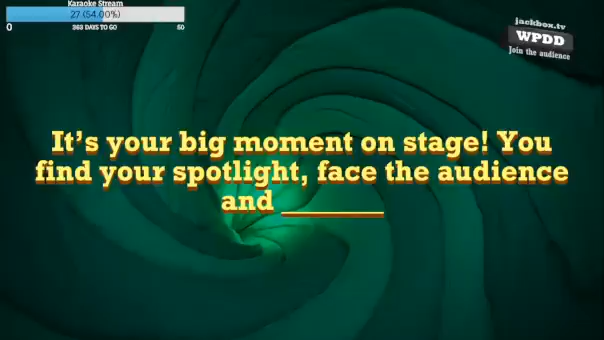 Karaoke Stream
27 (54.00%)
0
363 DAYS TO GO
50
jackbox.tv
WPDD
Join the audience
It's your big moment on stage! You
find your spotlight, face the audience
and ________